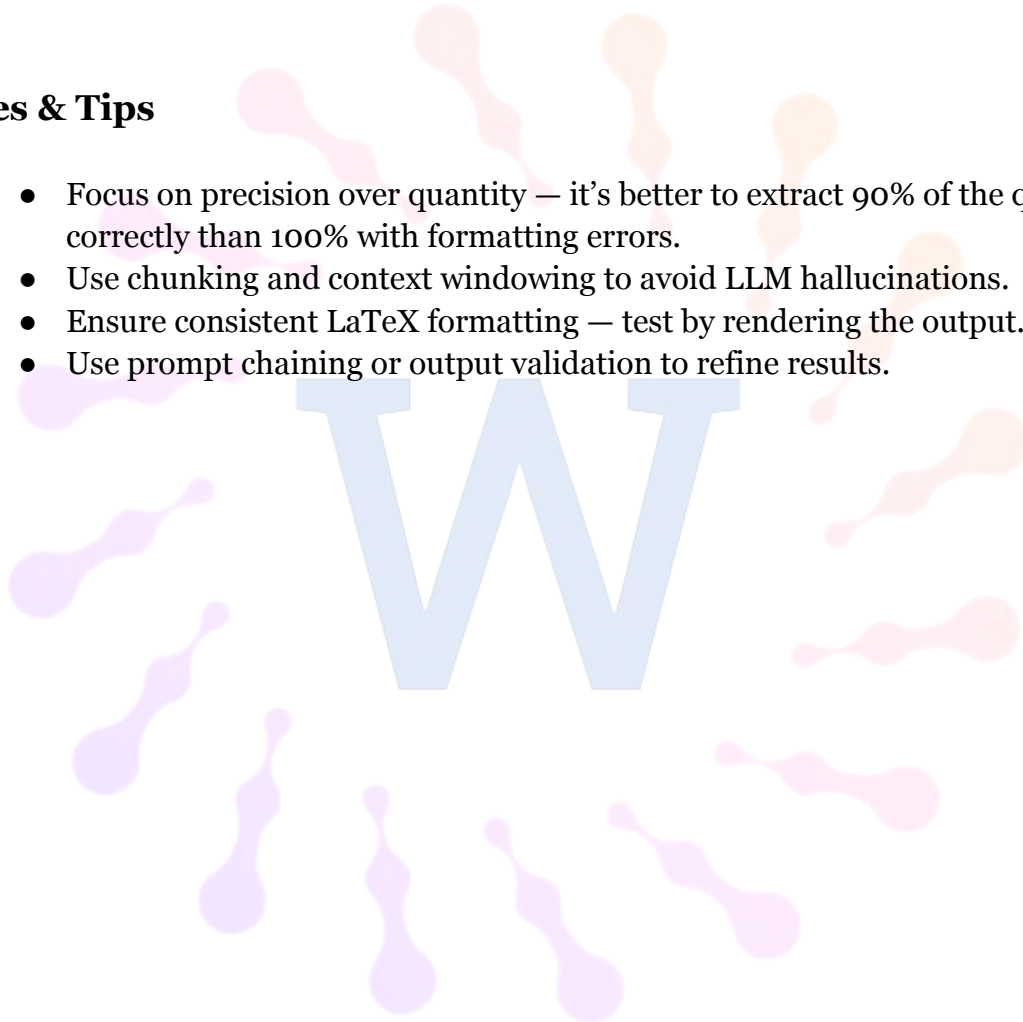 es & Tips
● Focus on precision over quantity — it’s better to extract 90% of the q
correctly than 100% with formatting errors.
● Use chunking and context windowing to avoid LLM hallucinations.
● Ensure consistent LaTeX formatting — test by rendering the output.
● Use prompt chaining or output validation to refine results.
W